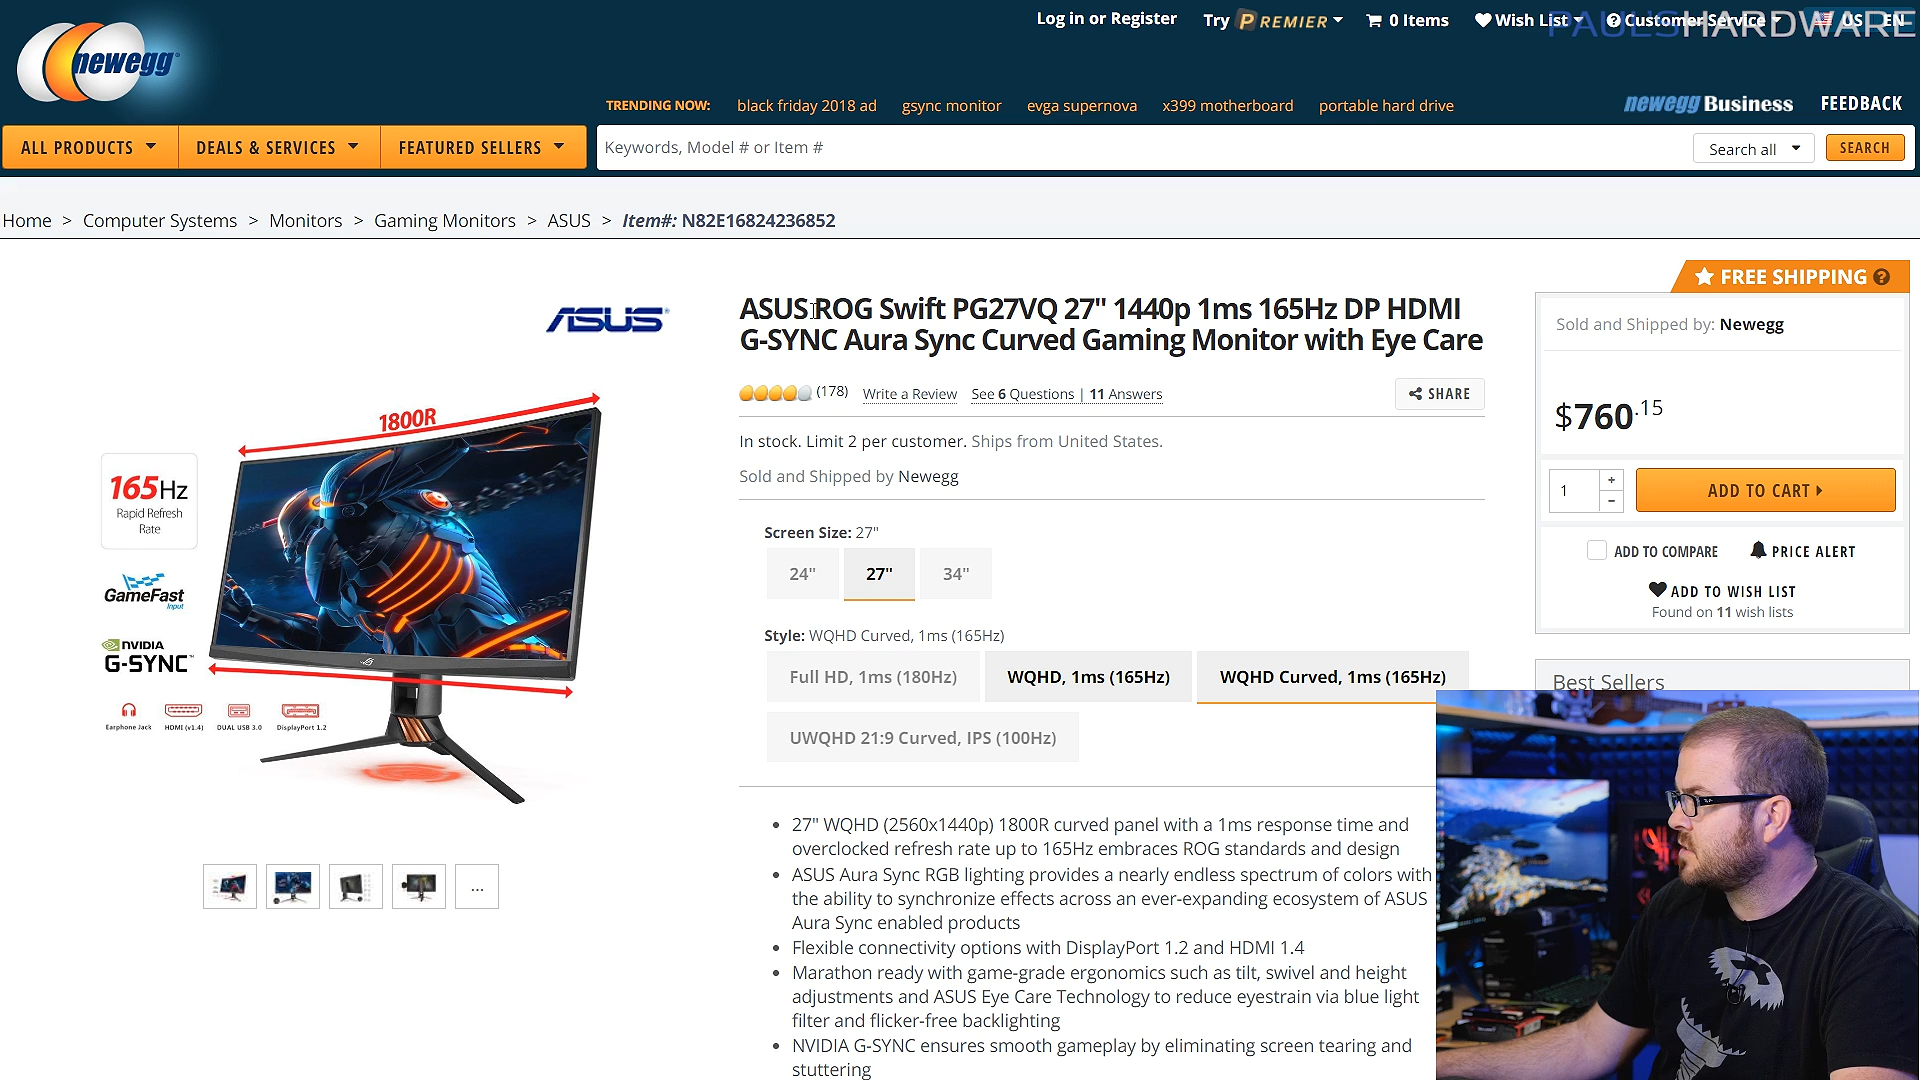 Log in or Register
Try PREMIER
0 Items
Wish List
Customer Service
US
EN
PAULSHARDWARE
newegg
TRENDING NOW:
black friday 2018 ad
gsync monitor
evga supernova
x399 motherboard
portable hard drive
newegg Business
FEEDBACK
ALL PRODUCTS
DEALS & SERVICES
FEATURED SELLERS
Keywords, Model # or Item #
Search all
SEARCH
Home > Computer Systems > Monitors > Gaming Monitors > ASUS > Item#: N82E16824236852
ASUS
1800R
165Hz
Rapid Refresh
Rate
GameFast
Input
NVIDIA
G-SYNC
Earphone Jack
HDMI (v1.4)
DUAL USB 3.0
DisplayPort 1.2
...
ASUS ROG Swift PG27VQ 27" 1440p 1ms 165Hz DP HDMI
G-SYNC Aura Sync Curved Gaming Monitor with Eye Care
(178)
Write a Review
See 6 Questions | 11 Answers
SHARE
In stock. Limit 2 per customer. Ships from United States.
Sold and Shipped by Newegg
Screen Size: 27"
24"
27"
34"
Style: WQHD Curved, 1ms (165Hz)
Full HD, 1ms (180Hz)
WQHD, 1ms (165Hz)
WQHD Curved, 1ms (165Hz)
UWQHD 21:9 Curved, IPS (100Hz)
• 27" WQHD (2560x1440p) 1800R curved panel with a 1ms response time and
overclocked refresh rate up to 165Hz embraces ROG standards and design
• ASUS Aura Sync RGB lighting provides a nearly endless spectrum of colors with
the ability to synchronize effects across an ever-expanding ecosystem of ASUS
Aura Sync enabled products
• Flexible connectivity options with DisplayPort 1.2 and HDMI 1.4
• Marathon ready with game-grade ergonomics such as tilt, swivel and height
adjustments and ASUS Eye Care Technology to reduce eyestrain via blue light
filter and flicker-free backlighting
• NVIDIA G-SYNC ensures smooth gameplay by eliminating screen tearing and
stuttering
FREE SHIPPING ?
Sold and Shipped by: Newegg
$760.15
1
+
-
ADD TO CART
ADD TO COMPARE
PRICE ALERT
ADD TO WISH LIST
Found on 11 wish lists
Best Sellers